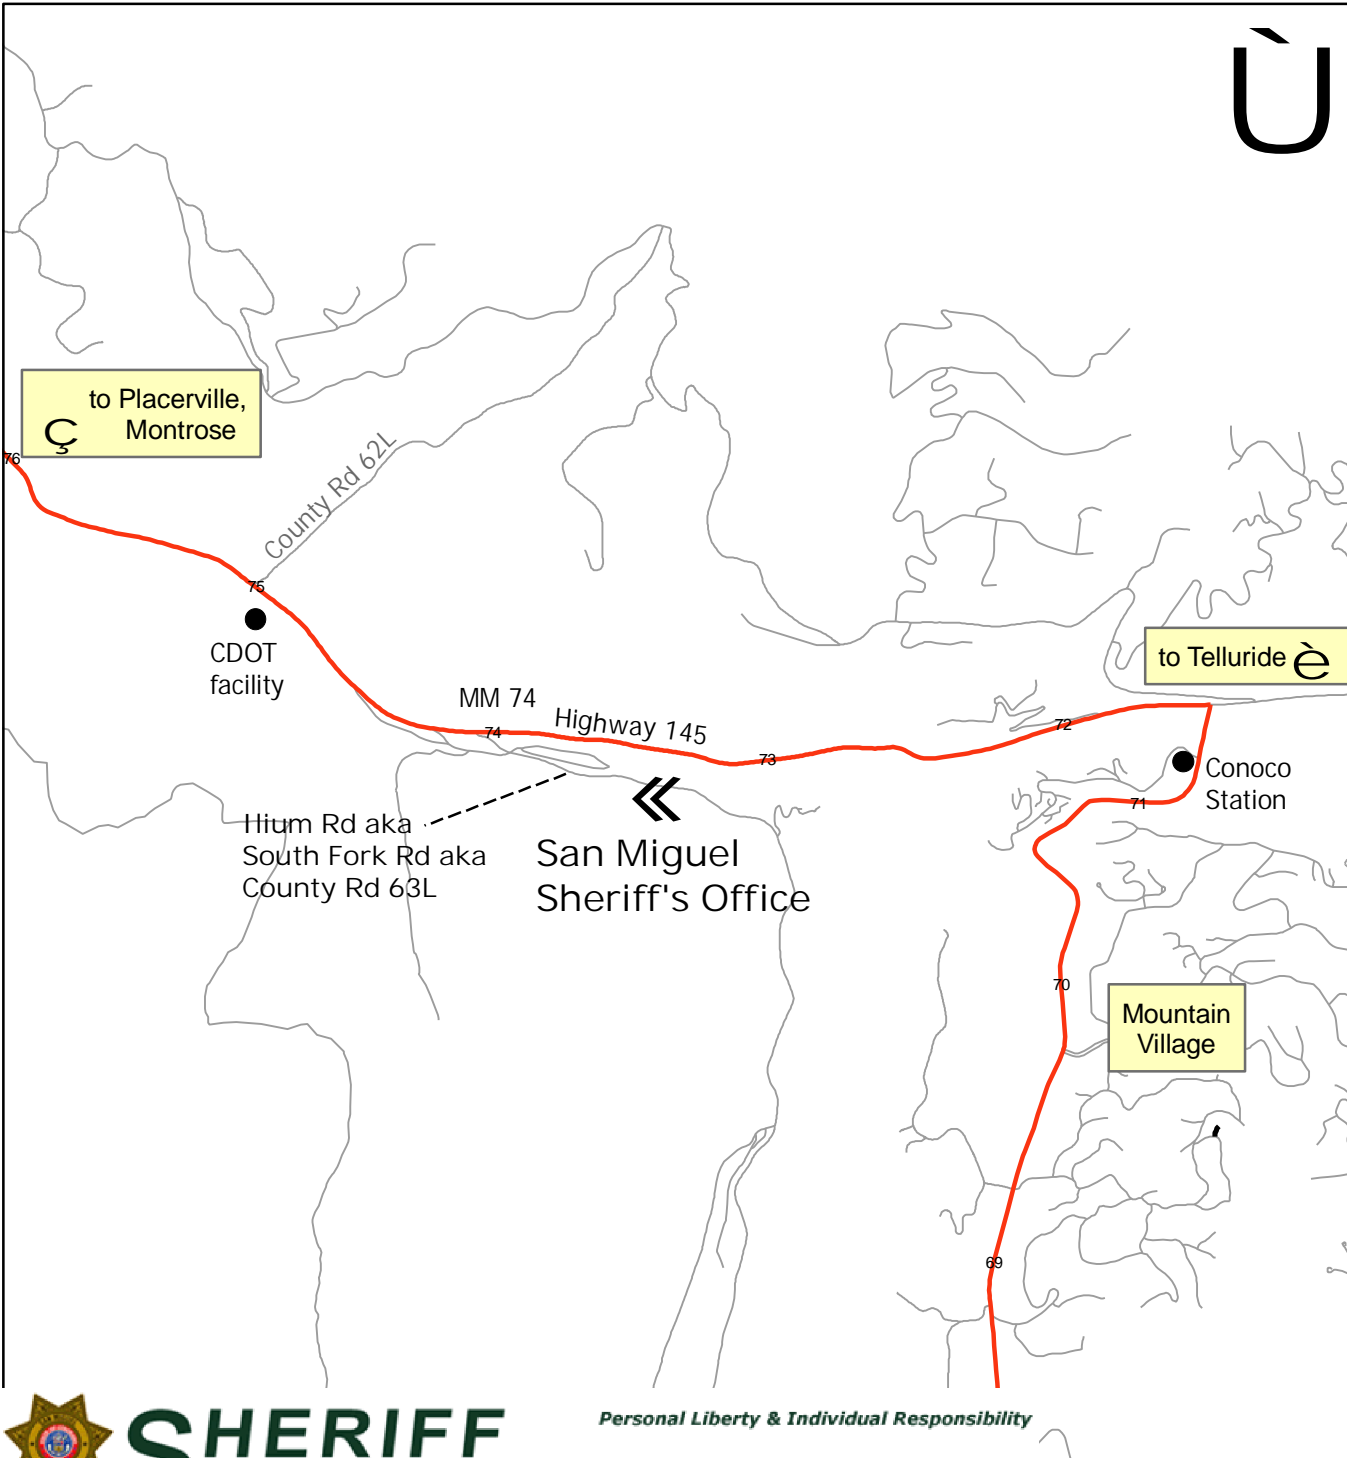 Ù
to Placerville,
Ç Montrose
76
County Rd 62L
75
CDOT
facility
to Telluride è
MM 74
Highway 145
74
73
72
Conoco
Station
71
Ilium Rd aka
South Fork Rd aka
County Rd 63L
San Miguel
Sheriff's Office
70
Mountain
Village
69
SHERIFF
Personal Liberty & Individual Responsibility